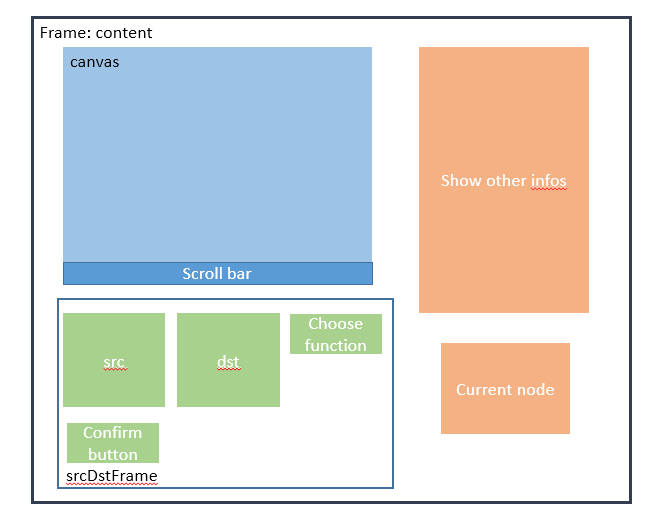 Frame: content
canvas
Show other infos
Scroll bar
src
dst
Choose
function
Current node
Confirm
button
srcDstFrame